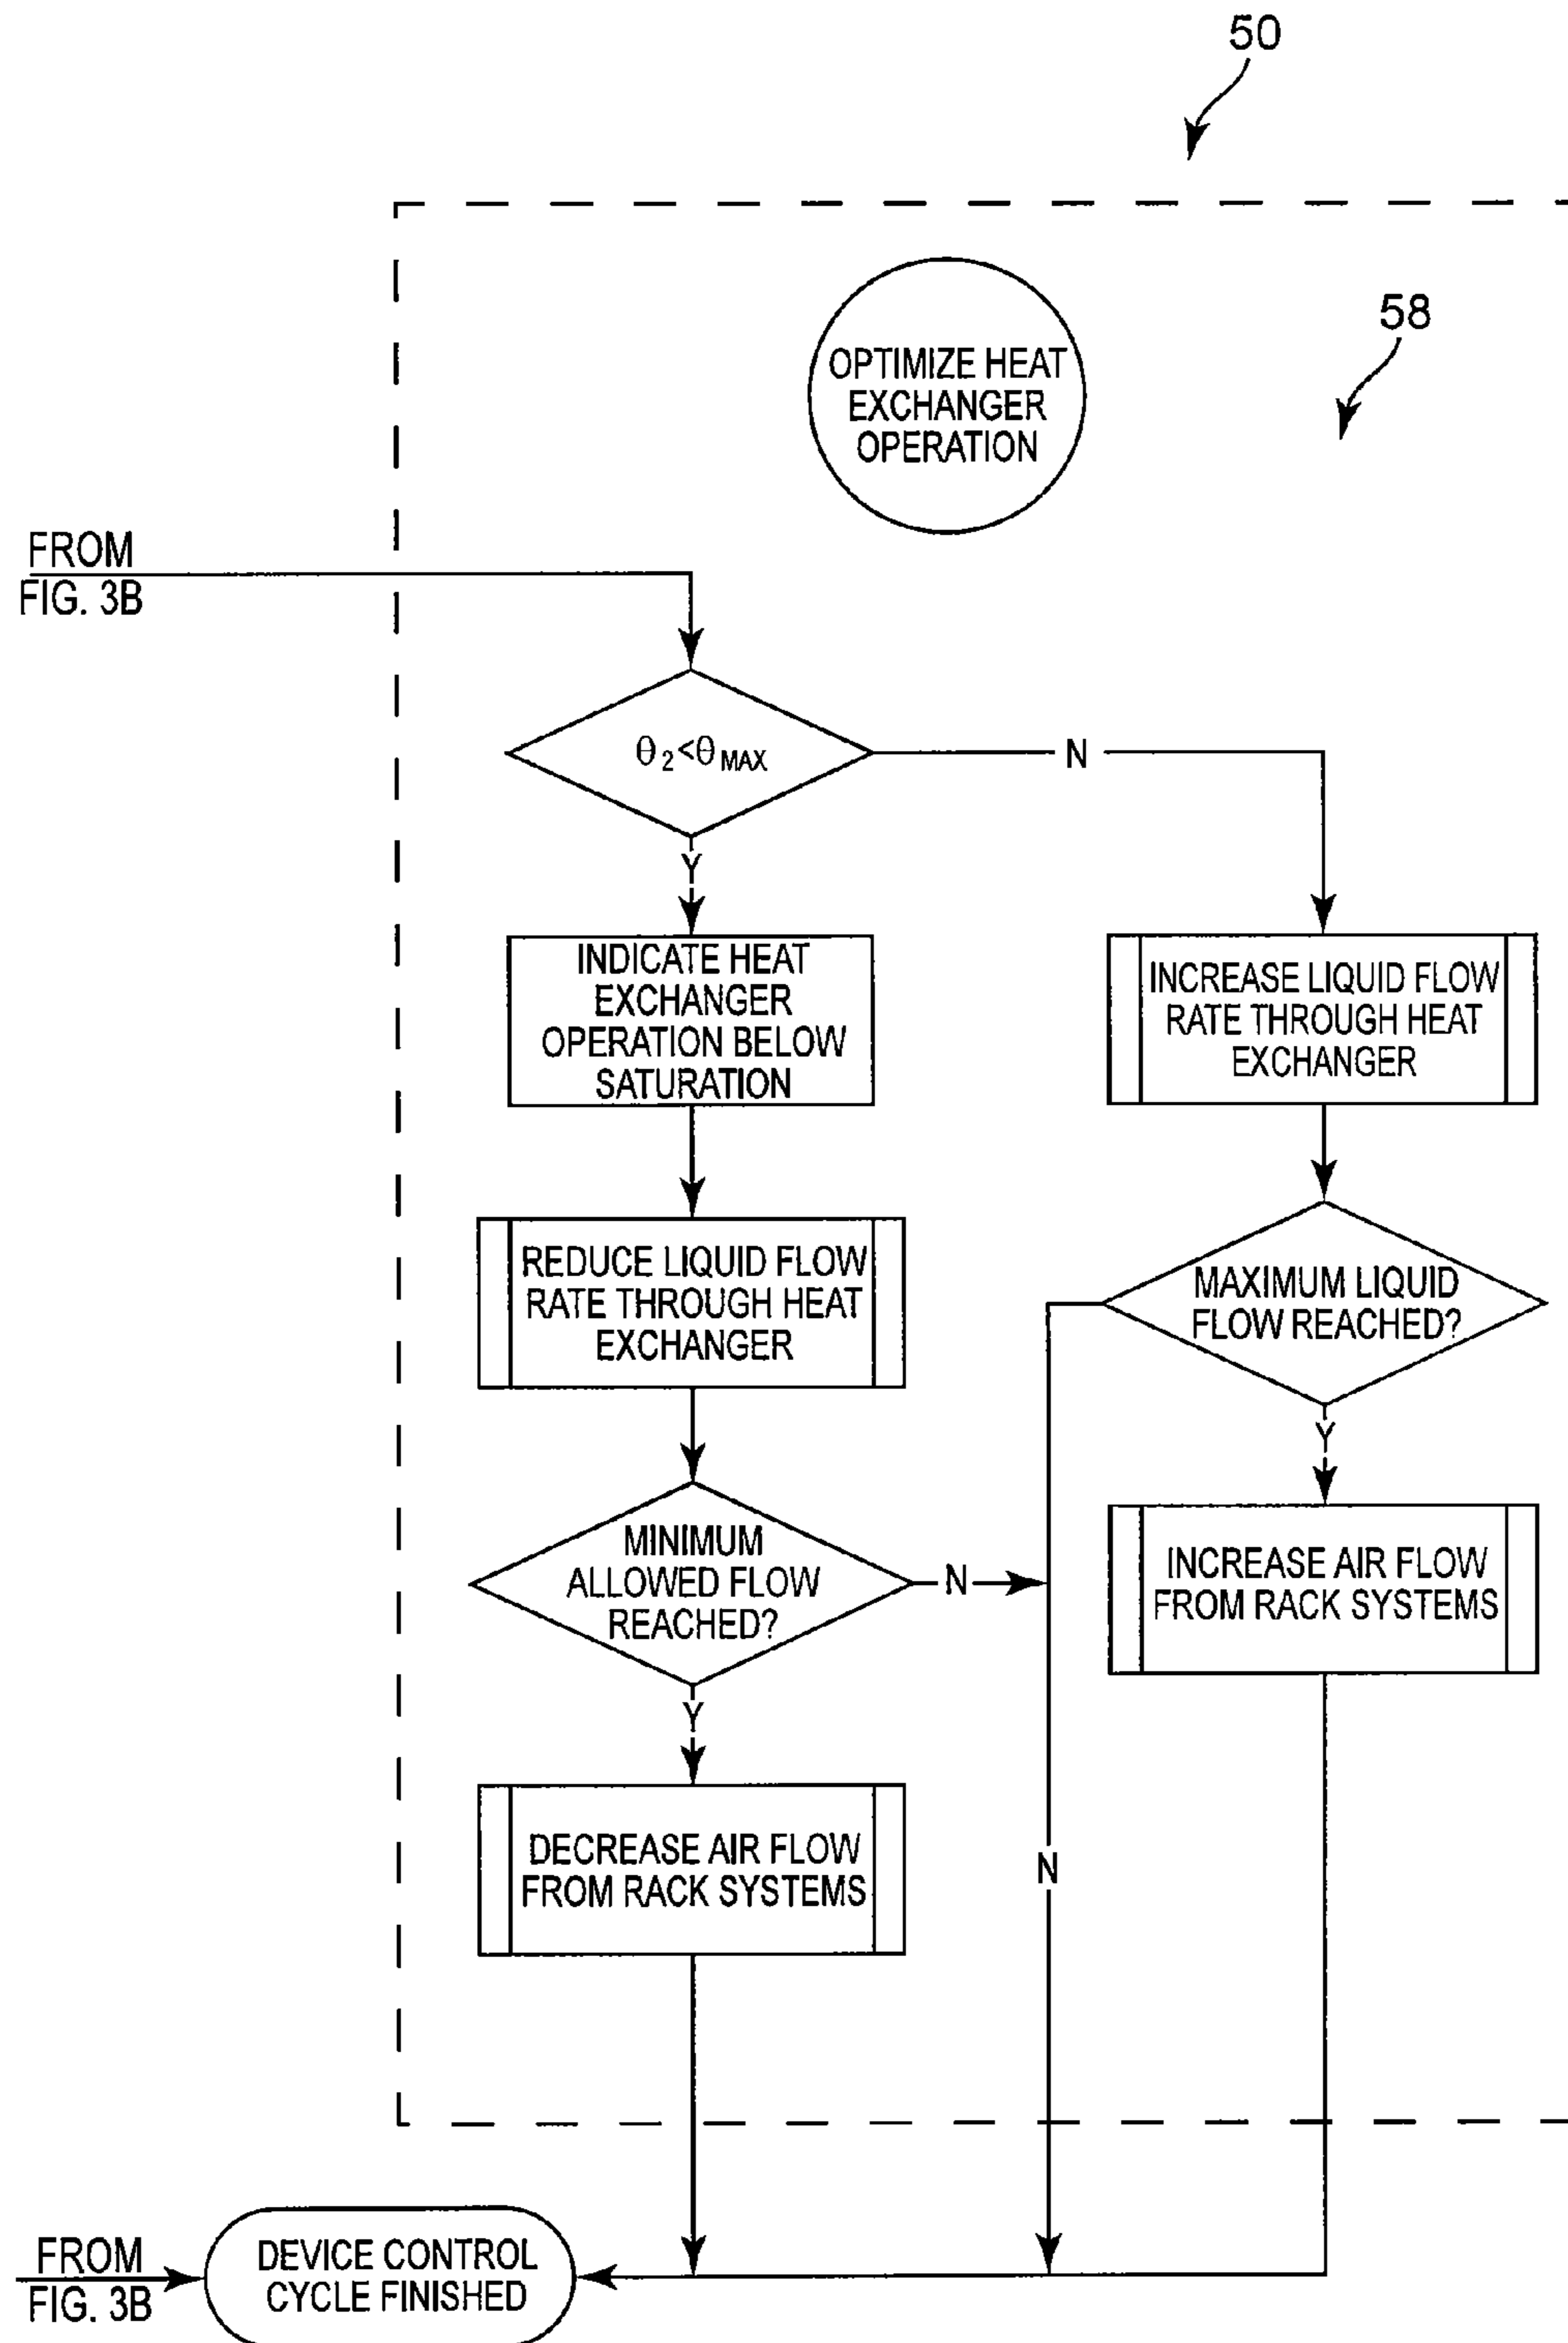 50
58
OPTIMIZE HEAT
EXCHANGER
OPERATION
FROM
FIG. 3B
θ2<θMAX
N
Y
INDICATE HEAT
EXCHANGER
OPERATION BELOW
SATURATION
INCREASE LIQUID FLOW
RATE THROUGH HEAT
EXCHANGER
REDUCE LIQUID FLOW
RATE THROUGH HEAT
EXCHANGER
MAXIMUM LIQUID
FLOW REACHED?
Y
MINIMUM
ALLOWED FLOW
REACHED?
N
INCREASE AIR FLOW
FROM RACK SYSTEMS
Y
DECREASE AIR FLOW
FROM RACK SYSTEMS
N
FROM
FIG. 3B
DEVICE CONTROL
CYCLE FINISHED